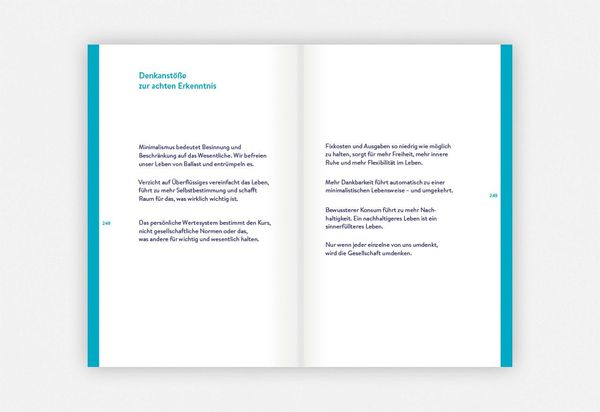 Denkanstöße
zur achten Erkenntnis
Minimalismus bedeutet Besinnung und
Beschränkung auf das Wesentliche. Wir befreien
unser Leben von Ballast und entrümpeln es.
Verzicht auf Überflüssiges vereinfacht das Leben,
führt zu mehr Selbstbestimmung und schafft
Raum für das, was wirklich wichtig ist.
Das persönliche Wertesystem bestimmt den Kurs,
nicht gesellschaftliche Normen oder das,
was andere für wichtig und wesentlich halten.
248
Fixkosten und Ausgaben so niedrig wie möglich
zu halten, sorgt für mehr Freiheit, mehr innere
Ruhe und mehr Flexibilität im Leben.
Mehr Dankbarkeit führt automatisch zu einer
minimalistischen Lebensweise – und umgekehrt.
Bewussterer Konsum führt zu mehr Nach-
haltigkeit. Ein nachhaltigeres Leben ist ein
sinnerfüllteres Leben.
Nur wenn jeder einzelne von uns umdenkt,
wird die Gesellschaft umdenken.
249